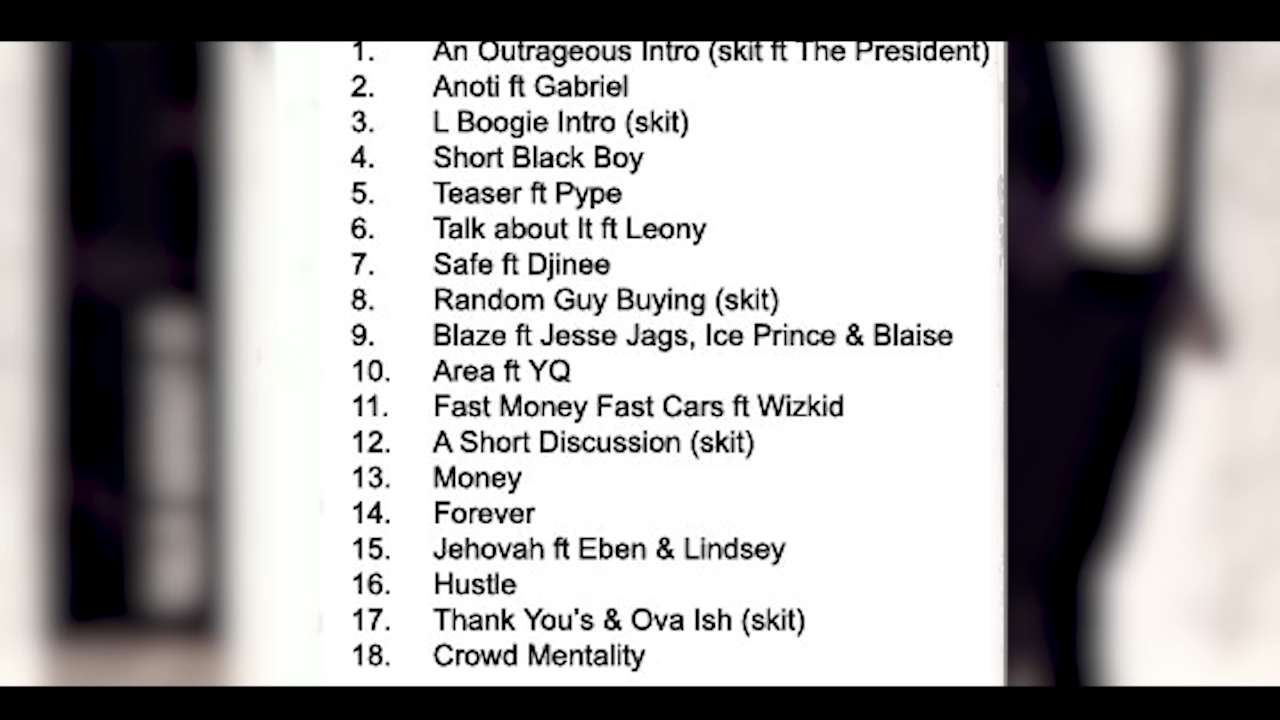 1. An Outrageous Intro (skit ft The President)
2. Anoti ft Gabriel
3. L Boogie Intro (skit)
4. Short Black Boy
5. Teaser ft Pype
6. Talk about It ft Leony
7. Safe ft Djinee
8. Random Guy Buying (skit)
9. Blaze ft Jesse Jags, Ice Prince & Blaise
10. Area ft YQ
11. Fast Money Fast Cars ft Wizkid
12. A Short Discussion (skit)
13. Money
14. Forever
15. Jehovah ft Eben & Lindsey
16. Hustle
17. Thank You's & Ova Ish (skit)
18. Crowd Mentality